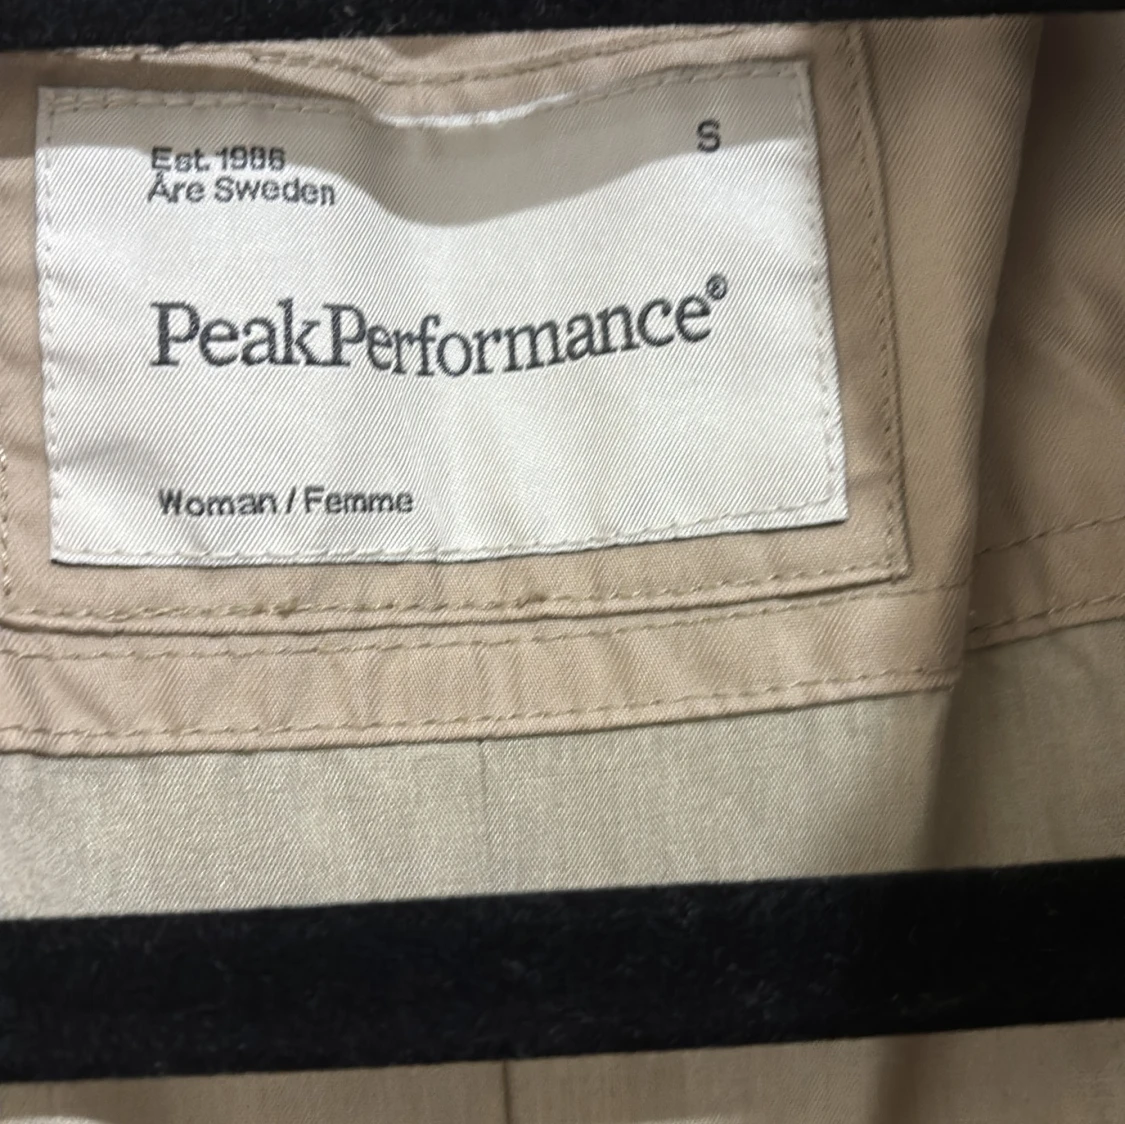 Est. 1986
Åre Sweden
S
PeakPerformance®
Woman / Femme